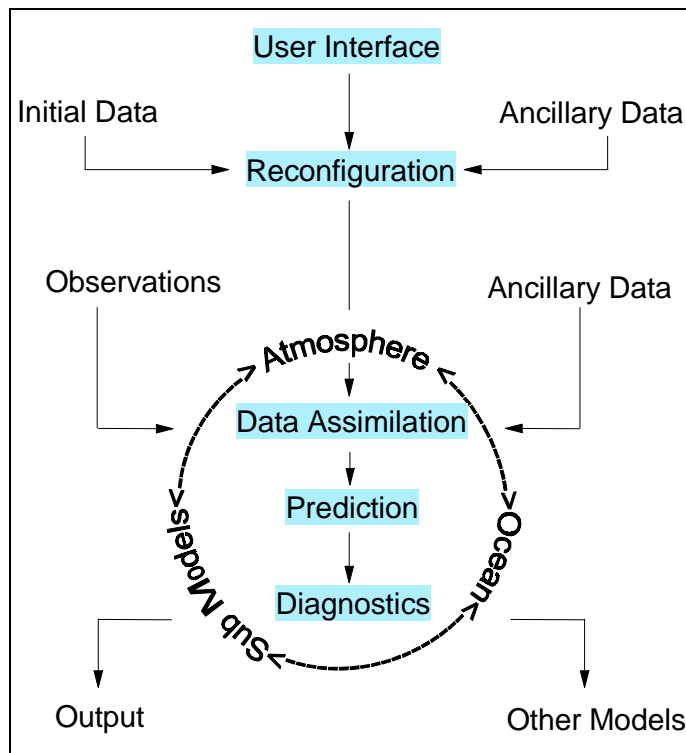 User Interface
Initial Data
Ancillary Data
Reconfiguration
Observations
Ancillary Data
Atmosphere
Data Assimilation
Prediction
>Ocean<
>Sub Models<
Diagnostics
Output
Other Models